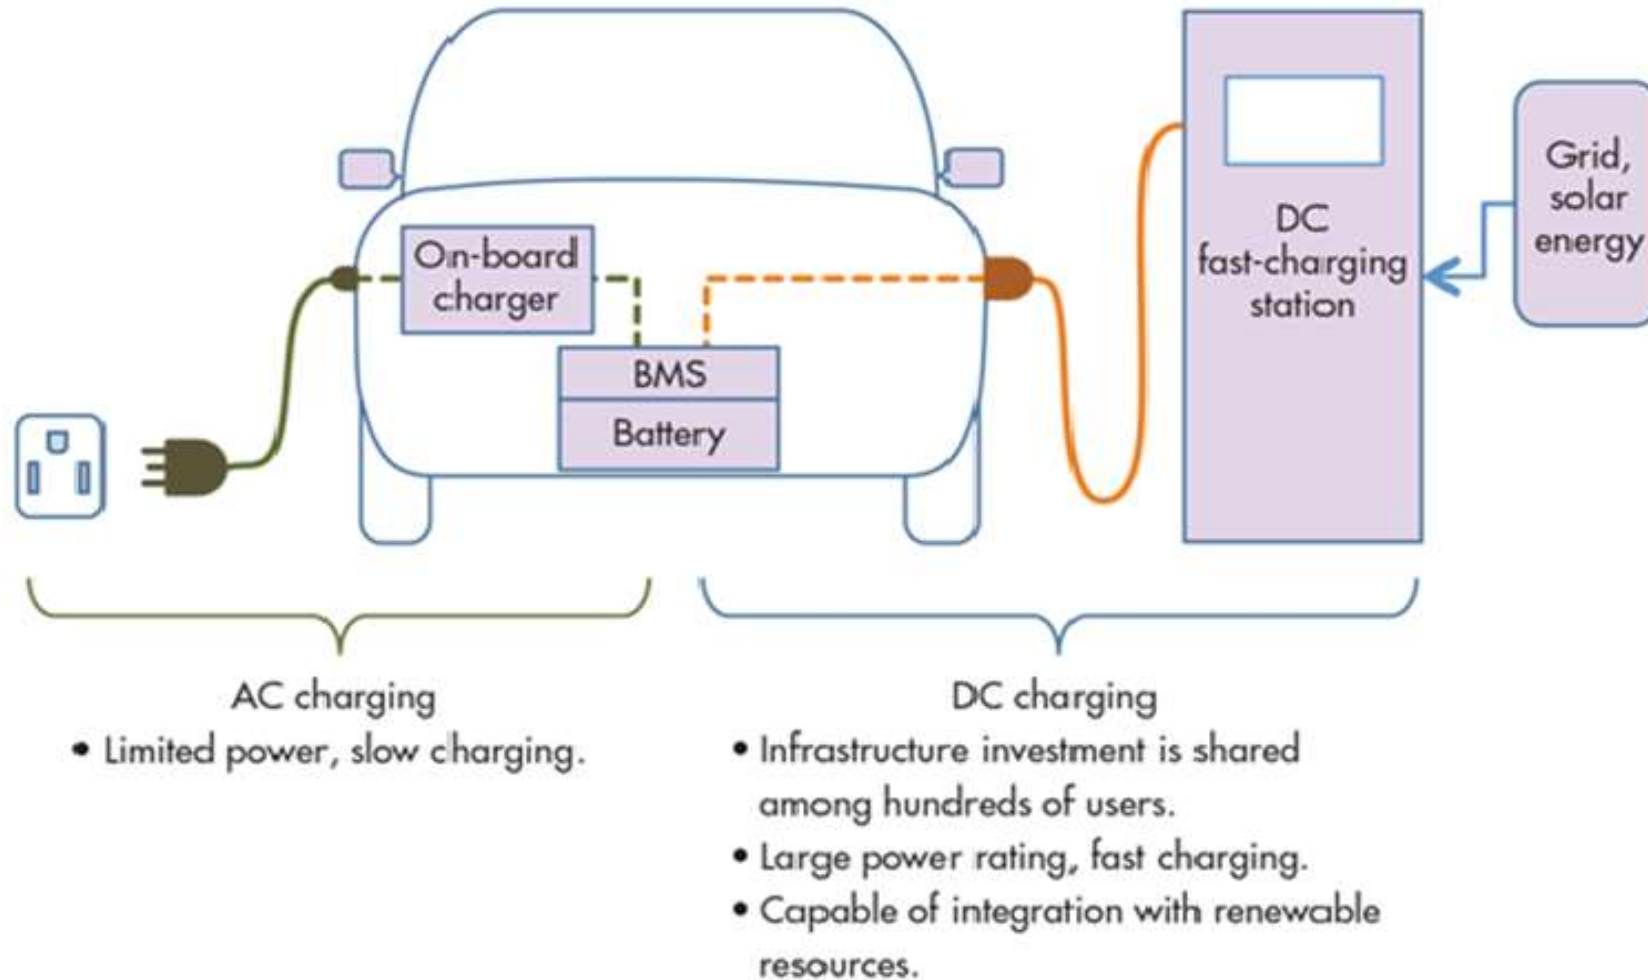 On-board
charger
BMS
Battery
DC
fast-charging
station
Grid,
solar
energy
AC charging
• Limited power, slow charging.
DC charging
• Infrastructure investment is shared
among hundreds of users.
• Large power rating, fast charging.
• Capable of integration with renewable
resources.